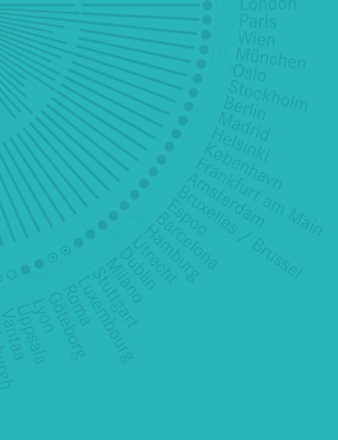 London
Paris
Wien
München
Oslo
Stockholm
Berlin
Madrid
Helsinki
København
Frankfurt am Main
Amsterdam
Bruxelles / Brussel
Espoo
Barcelona
Hamburg
Utrecht
Dublin
Milano
Stuttgart
Luxembourg
Roma
Göteborg
Lyon
Uppsala
Vantaa